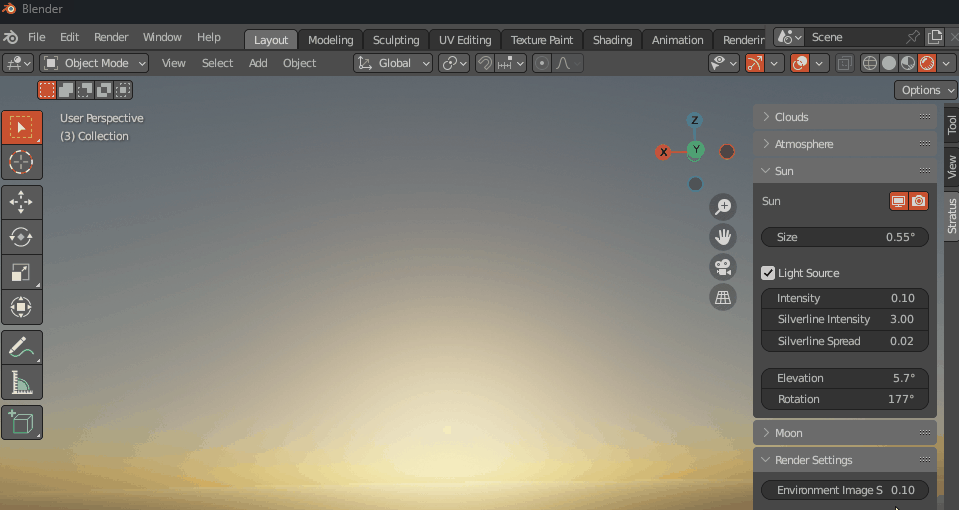 Blender
File Edit Render Window Help Layout Modeling Sculpting UV Editing Texture Paint Shading Animation Renderin Scene
Object Mode View Select Add Object Global
Options
User Perspective
(3) Collection
Z
X
Y
Clouds
Atmosphere
Sun
Sun
Size 0.55°
Light Source
Intensity 0.10
Silverline Intensity 3.00
Silverline Spread 0.02
Elevation 5.7°
Rotation 177°
Moon
Render Settings
Environment Image S 0.10
Tool
View
Stratus